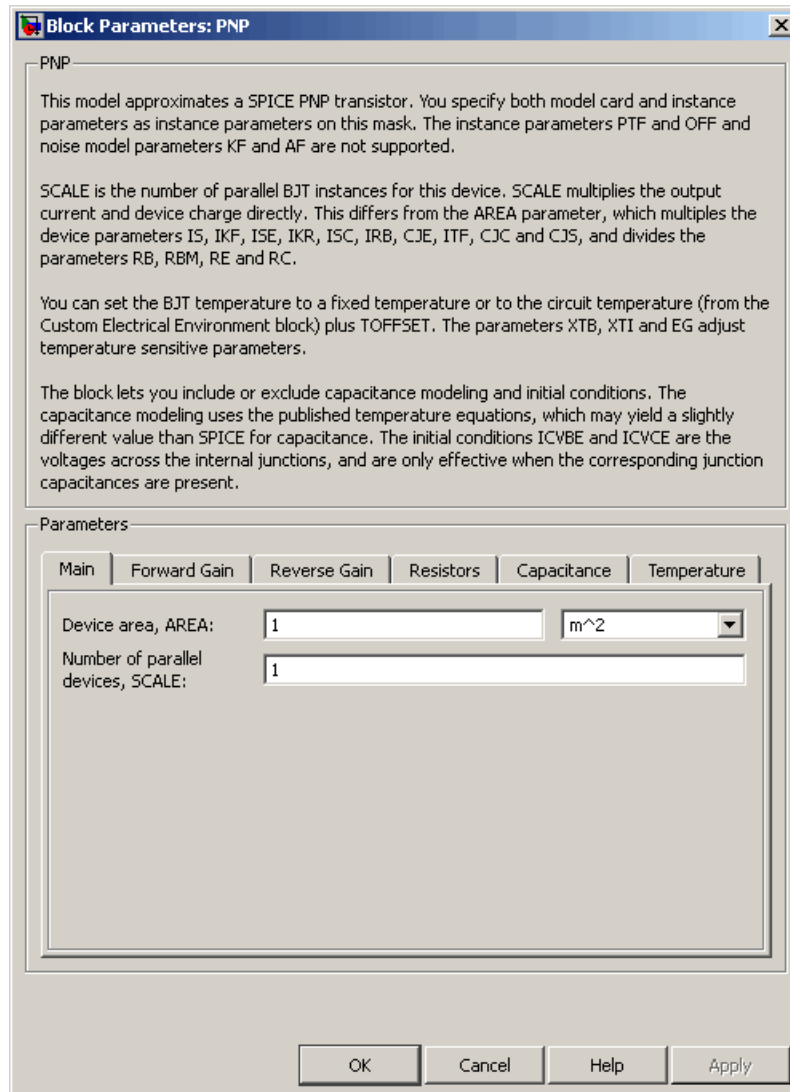 Block Parameters: PNP
PNP
This model approximates a SPICE PNP transistor. You specify both model card and instance
parameters as instance parameters on this mask. The instance parameters PTF and OFF and
noise model parameters KF and AF are not supported.
SCALE is the number of parallel BJT instances for this device. SCALE multiplies the output
current and device charge directly. This differs from the AREA parameter, which multiples the
device parameters IS, IKF, ISE, IKR, ISC, IRB, CJE, ITF, CJC and CJS, and divides the
parameters RB, RBM, RE and RC.
You can set the BJT temperature to a fixed temperature or to the circuit temperature (from the
Custom Electrical Environment block) plus TOFFSET. The parameters XTB, XTI and EG adjust
temperature sensitive parameters.
The block lets you include or exclude capacitance modeling and initial conditions. The
capacitance modeling uses the published temperature equations, which may yield a slightly
different value than SPICE for capacitance. The initial conditions ICVBE and ICVCE are the
voltages across the internal junctions, and are only effective when the corresponding junction
capacitances are present.
Parameters
Main Forward Gain Reverse Gain Resistors Capacitance Temperature
Device area, AREA: 1 m^2
Number of parallel
devices, SCALE: 1
OK Cancel Help Apply